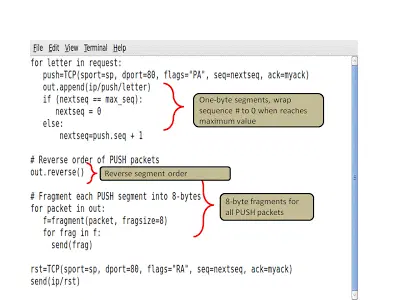 File Edit View Terminal Help
for letter in request:
push=TCP(sport=sp, dport=80, flags="PA", seq=nextseq, ack=myack)
out.append(ip/push/letter)
if (nextseq == max_seq):
nextseq = 0
else:
nextseq=push.seq + 1
One-byte segments, wrap
sequence # to 0 when reaches
maximum value
# Reverse order of PUSH packets
out.reverse()
Reverse segment order
# Fragment each PUSH segment into 8-bytes
for packet in out:
f=fragment(packet, fragsize=8)
for frag in f:
send(frag)
8-byte fragments for
all PUSH packets
rst=TCP(sport=sp, dport=80, flags="RA", seq=nextseq, ack=myack)
send(ip/rst)